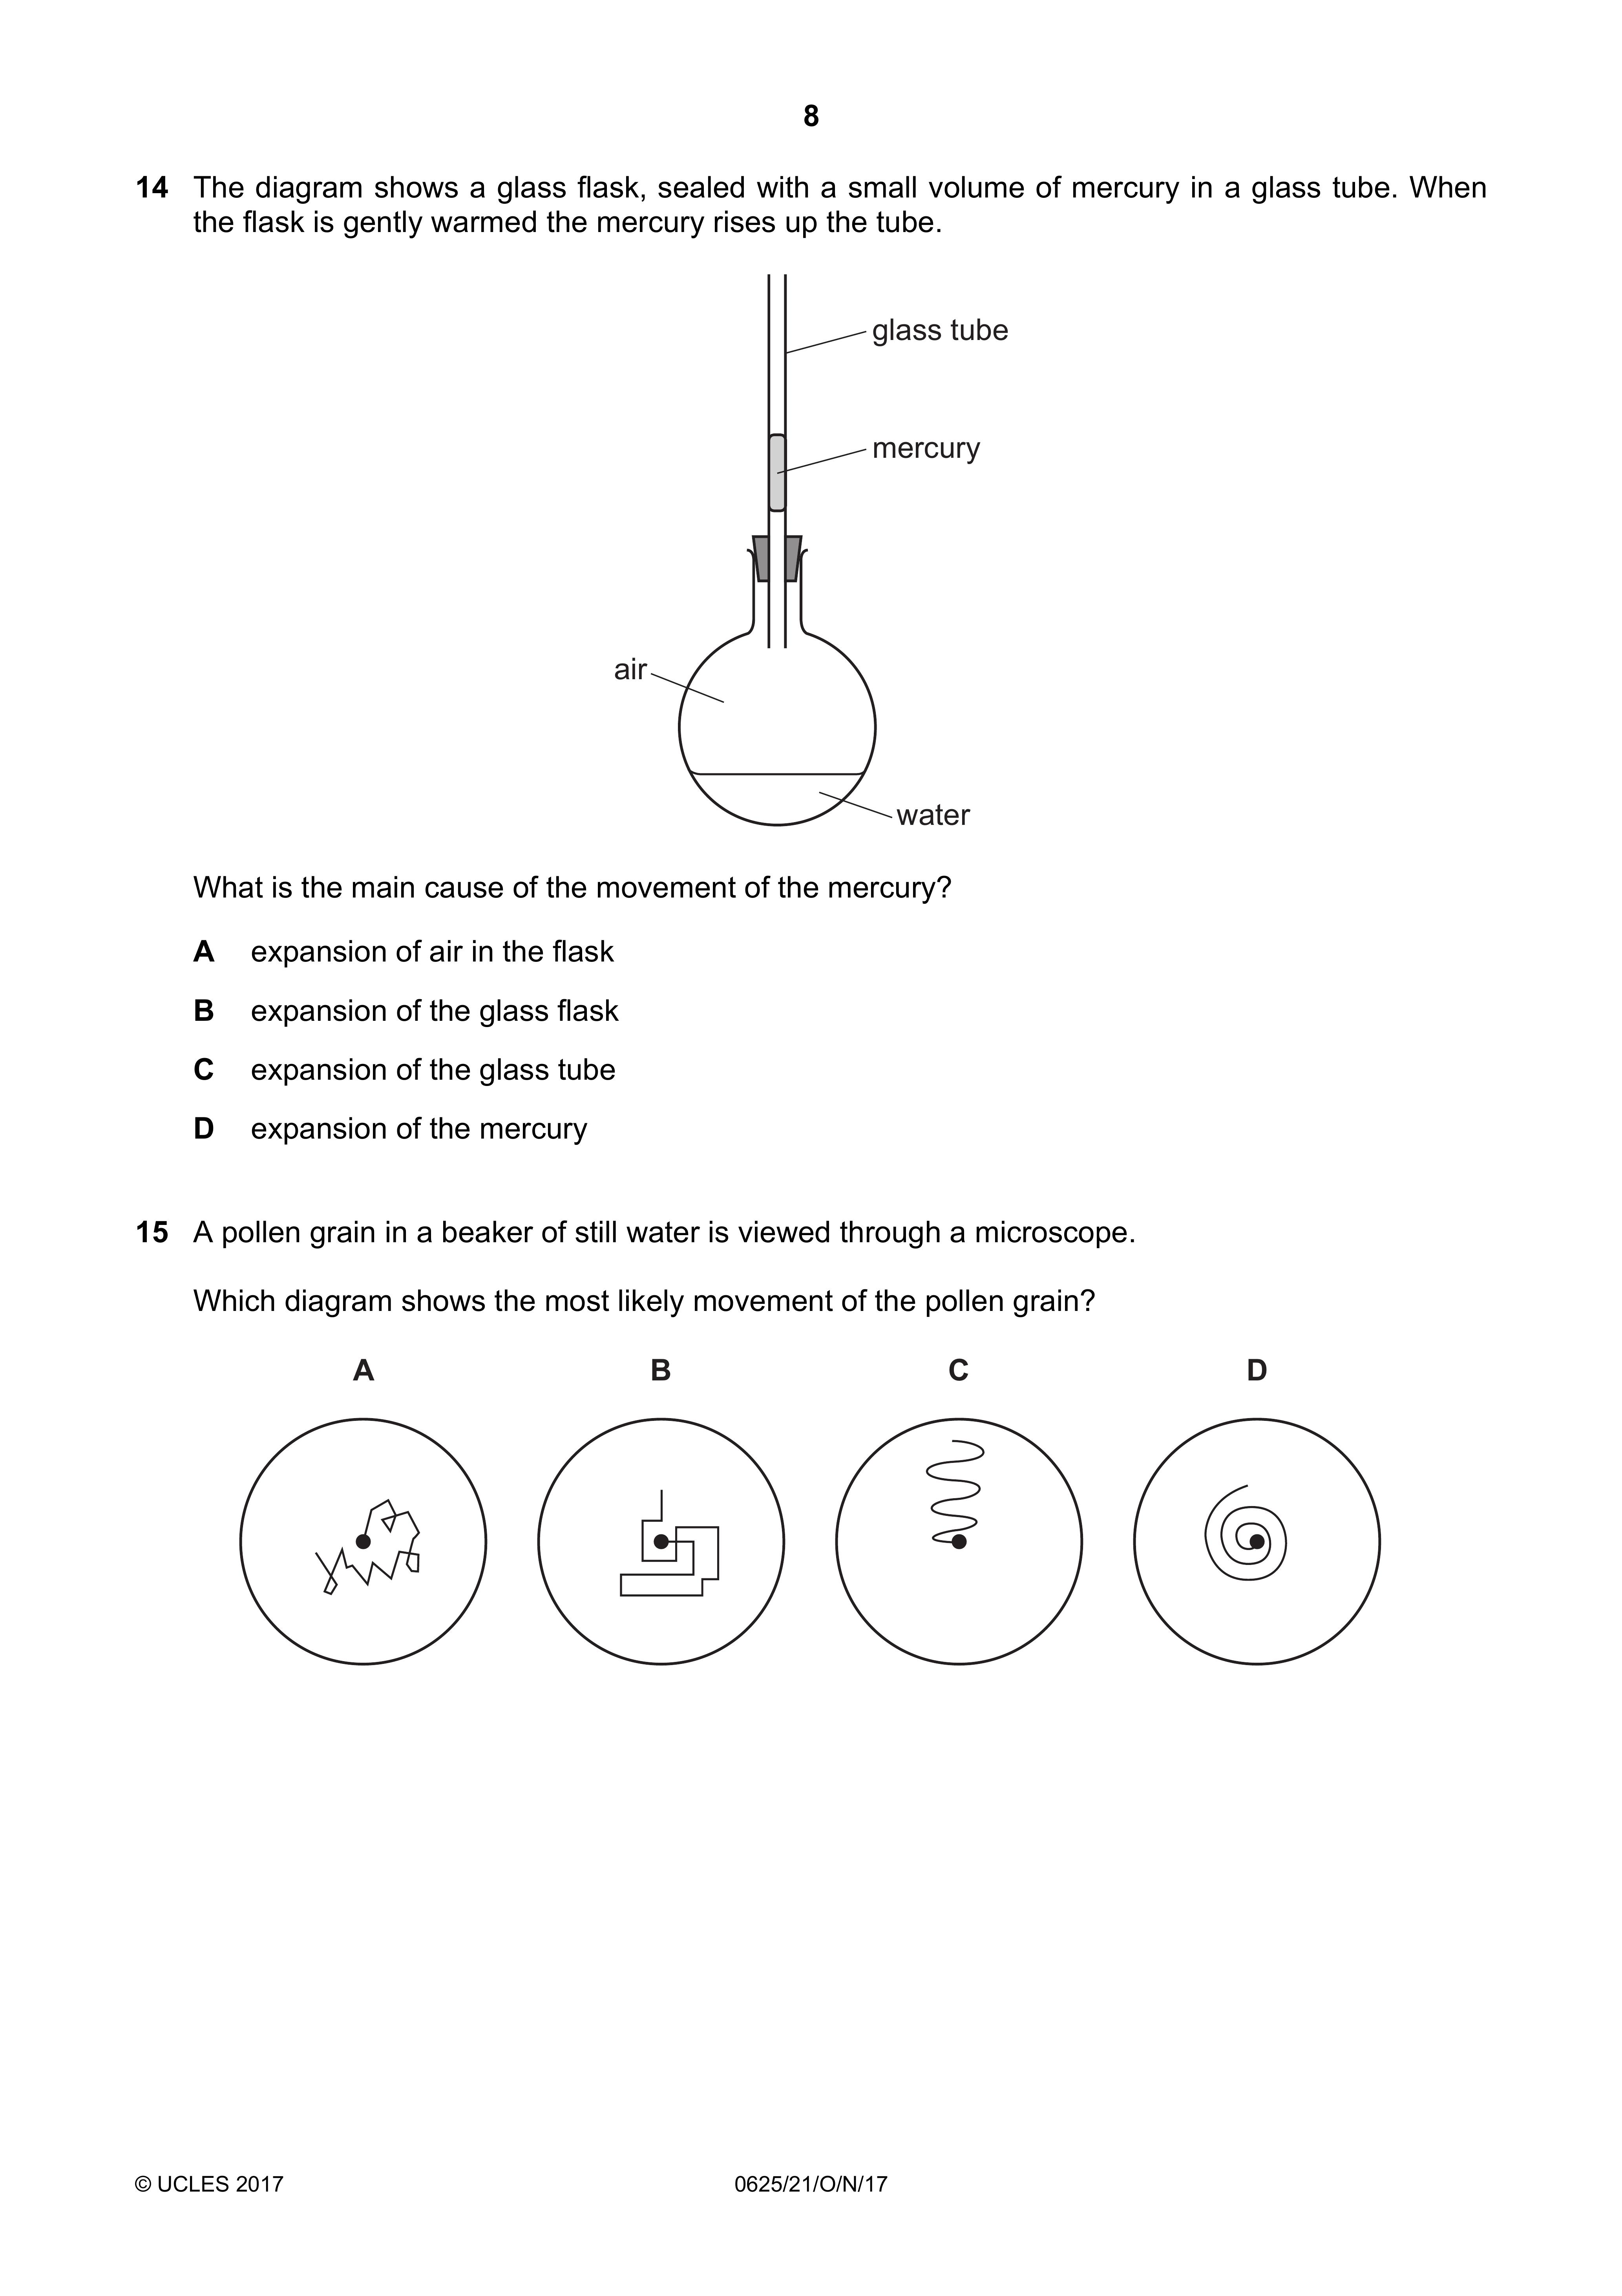 8
14 The diagram shows a glass flask, sealed with a small volume of mercury in a glass tube. When
the flask is gently warmed the mercury rises up the tube.
glass tube
mercury
air
water
What is the main cause of the movement of the mercury?
A expansion of air in the flask
B expansion of the glass flask
C expansion of the glass tube
D expansion of the mercury
15 A pollen grain in a beaker of still water is viewed through a microscope.
Which diagram shows the most likely movement of the pollen grain?
A B C D
© UCLES 2017 0625/21/O/N/17